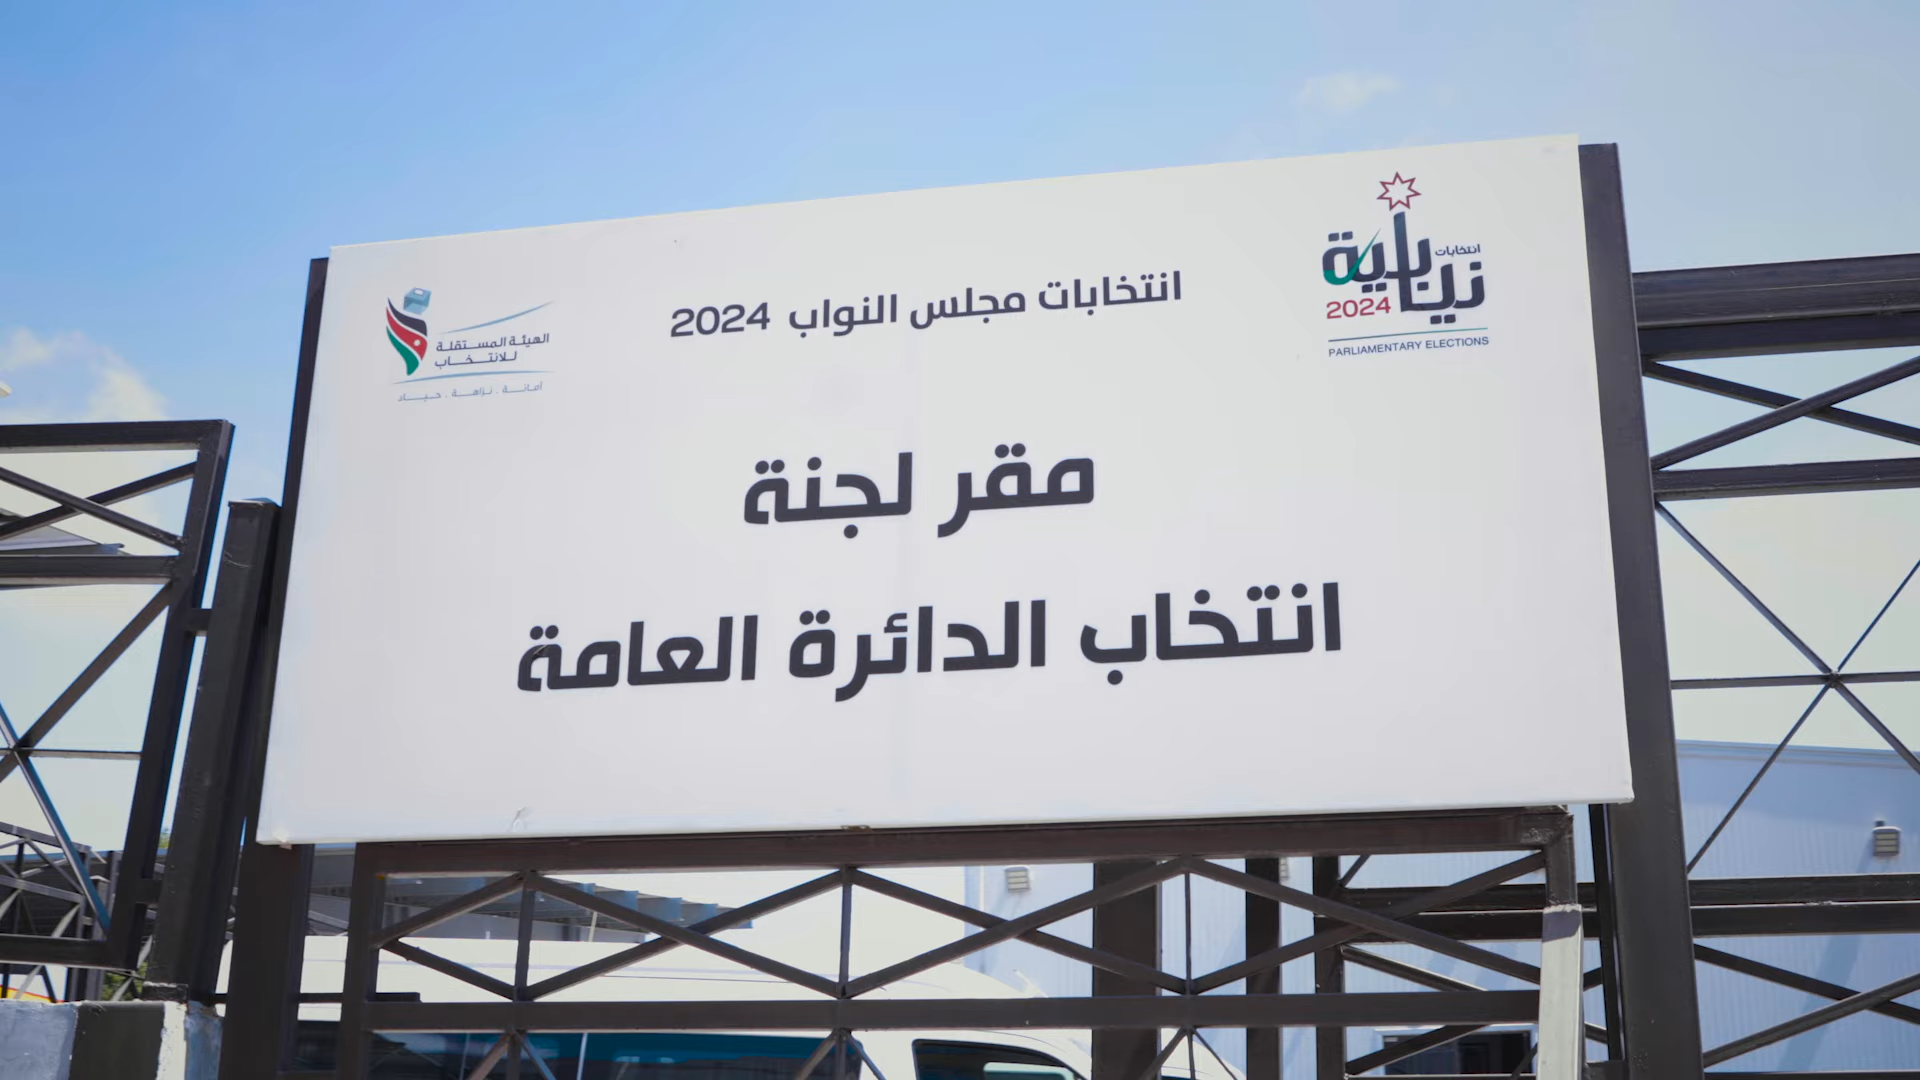 انتخابات
نيابية
2024
PARLIAMENTARY ELECTIONS
انتخابات مجلس النواب 2024
الهيئة المستقلة
للانتخاب
أمانة . نزاهة . حياد
مقر لجنة
انتخاب الدائرة العامة